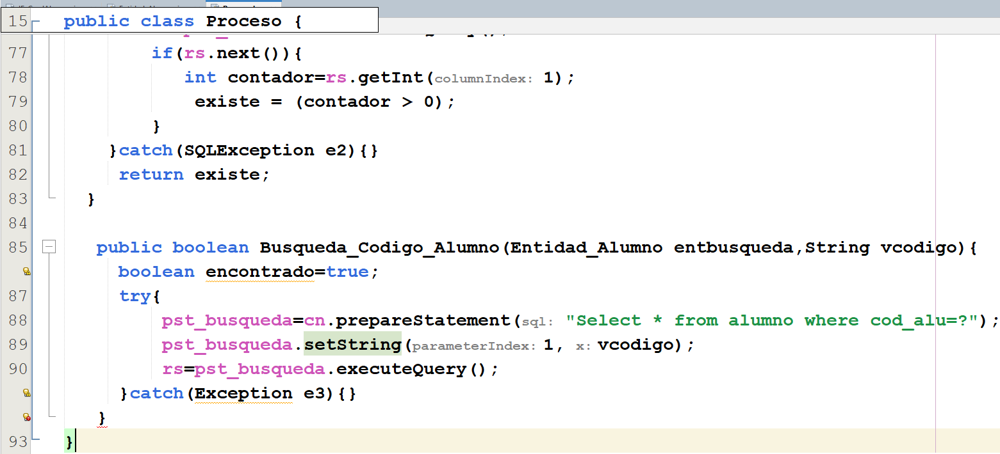 15 public class Proceso {
77 if(rs.next()){
78 int contador=rs.getInt(columnIndex: 1);
79 existe = (contador > 0);
80 }
81 }catch(SQLException e2){}
82 return existe;
83 }
84
85 public boolean Busqueda_Codigo_Alumno(Entidad_Alumno entbusqueda,String vcodigo){
boolean encontrado=true;
87 try{
88 pst_busqueda=cn.prepareStatement(sql: "Select * from alumno where cod_alu=?");
89 pst_busqueda.setString(parameterIndex: 1, x: vcodigo);
90 rs=pst_busqueda.executeQuery();
}catch(Exception e3){}
}
93 }